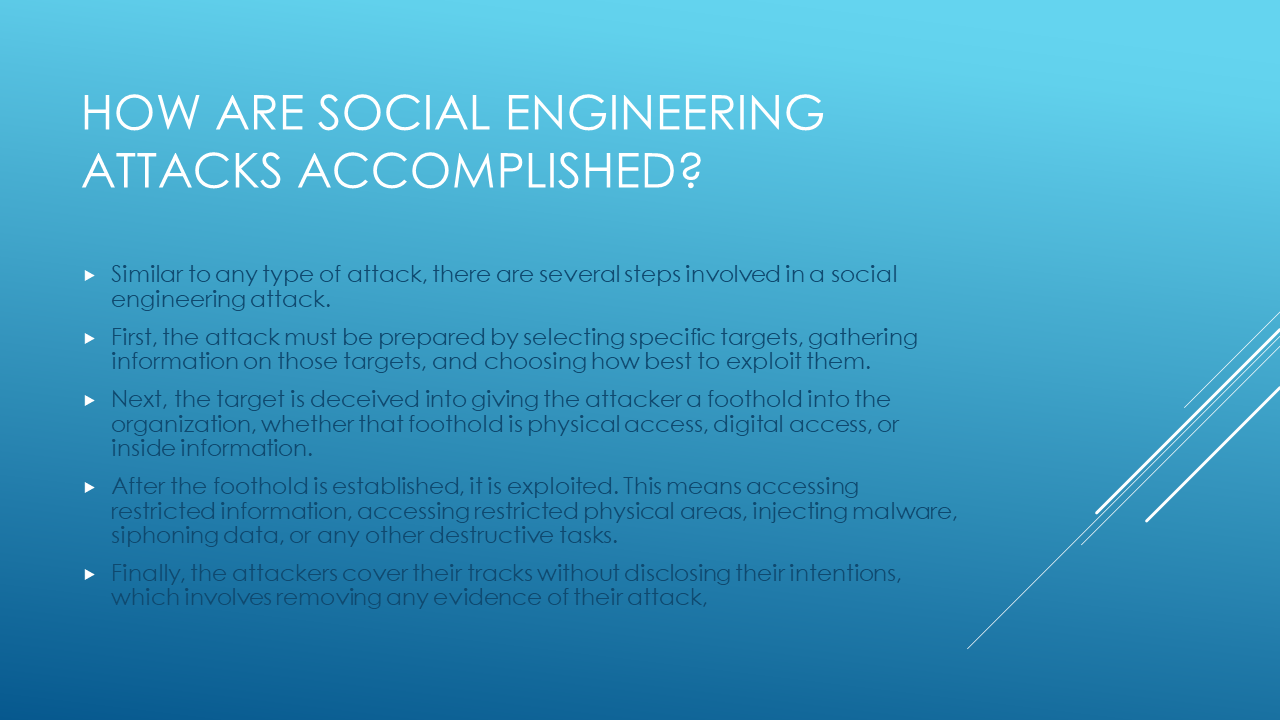 HOW ARE SOCIAL ENGINEERING
ATTACKS ACCOMPLISHED?
Similar to any type of attack, there are several steps involved in a social
engineering attack.
First, the attack must be prepared by selecting specific targets, gathering
information on those targets, and choosing how best to exploit them.
Next, the target is deceived into giving the attacker a foothold into the
organization, whether that foothold is physical access, digital access, or
inside information.
After the foothold is established, it is exploited. This means accessing
restricted information, accessing restricted physical areas, injecting malware,
siphoning data, or any other destructive tasks.
Finally, the attackers cover their tracks without disclosing their intentions,
which involves removing any evidence of their attack,